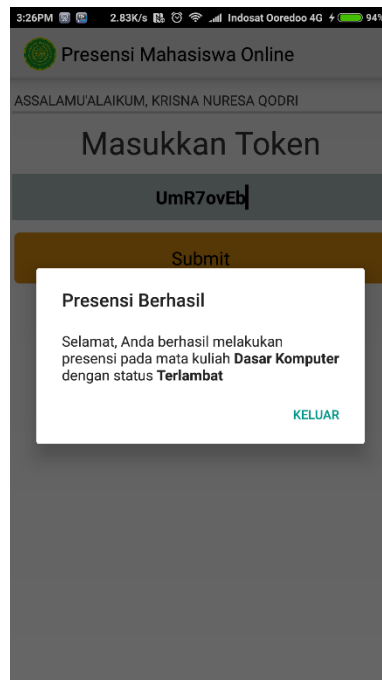 3:26PM 2.83K/s Indosat Ooredoo 4G 94%
Presensi Mahasiswa Online
ASSALAMU'ALAIKUM, KRISNA NURESA QODRI
Masukkan Token
UmR7ovEb
Submit
Presensi Berhasil
Selamat, Anda berhasil melakukan
presensi pada mata kuliah Dasar Komputer
dengan status Terlambat
KELUAR